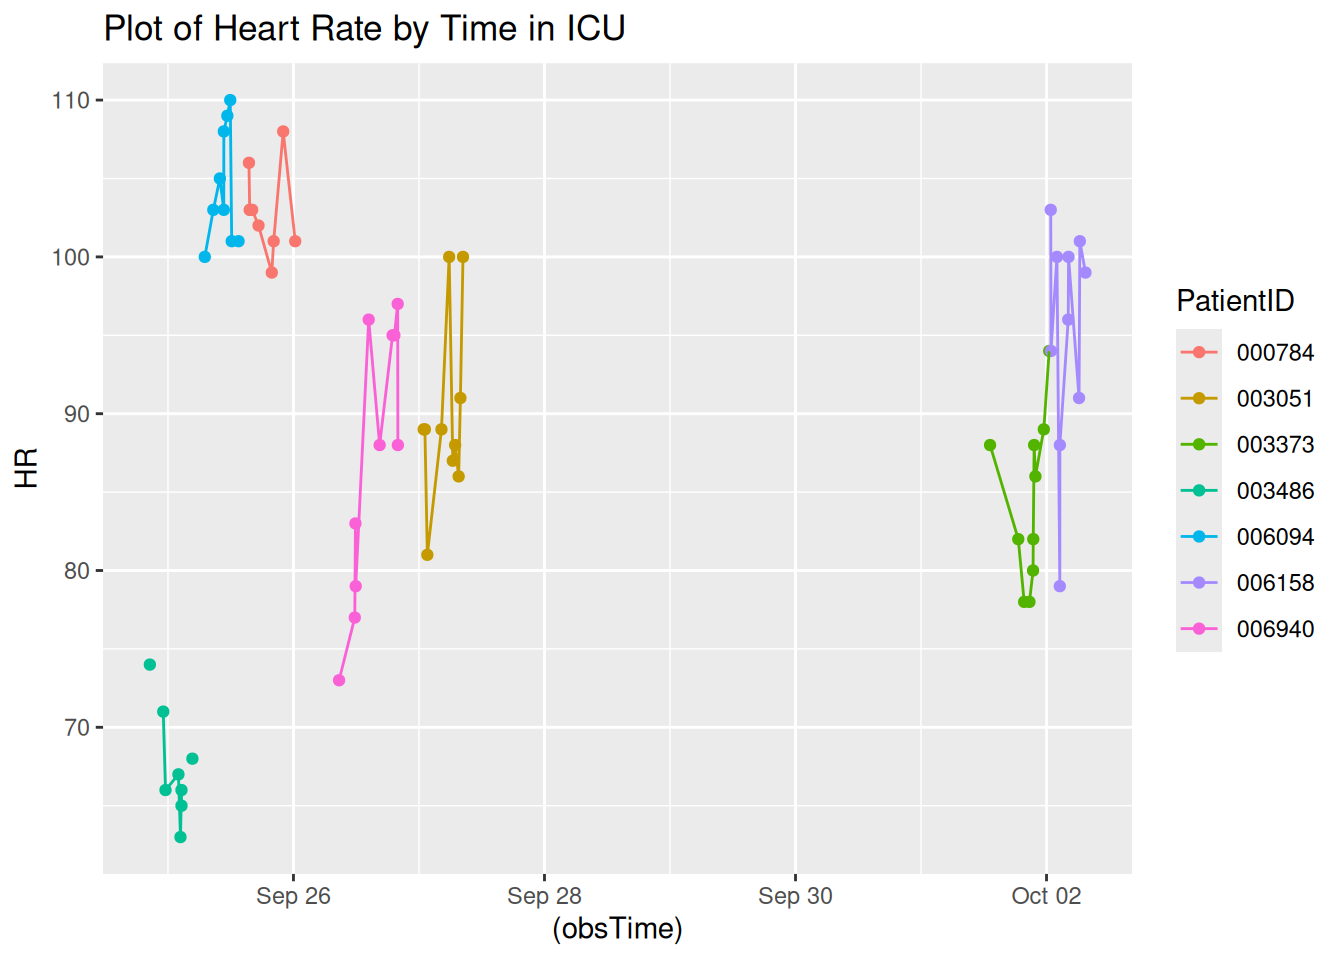 Plot of Heart Rate by Time in ICU
HR
110
100
90
80
70
Sep 26
Sep 28
Sep 30
Oct 02
(obsTime)
PatientID
000784
003051
003373
003486
006094
006158
006940